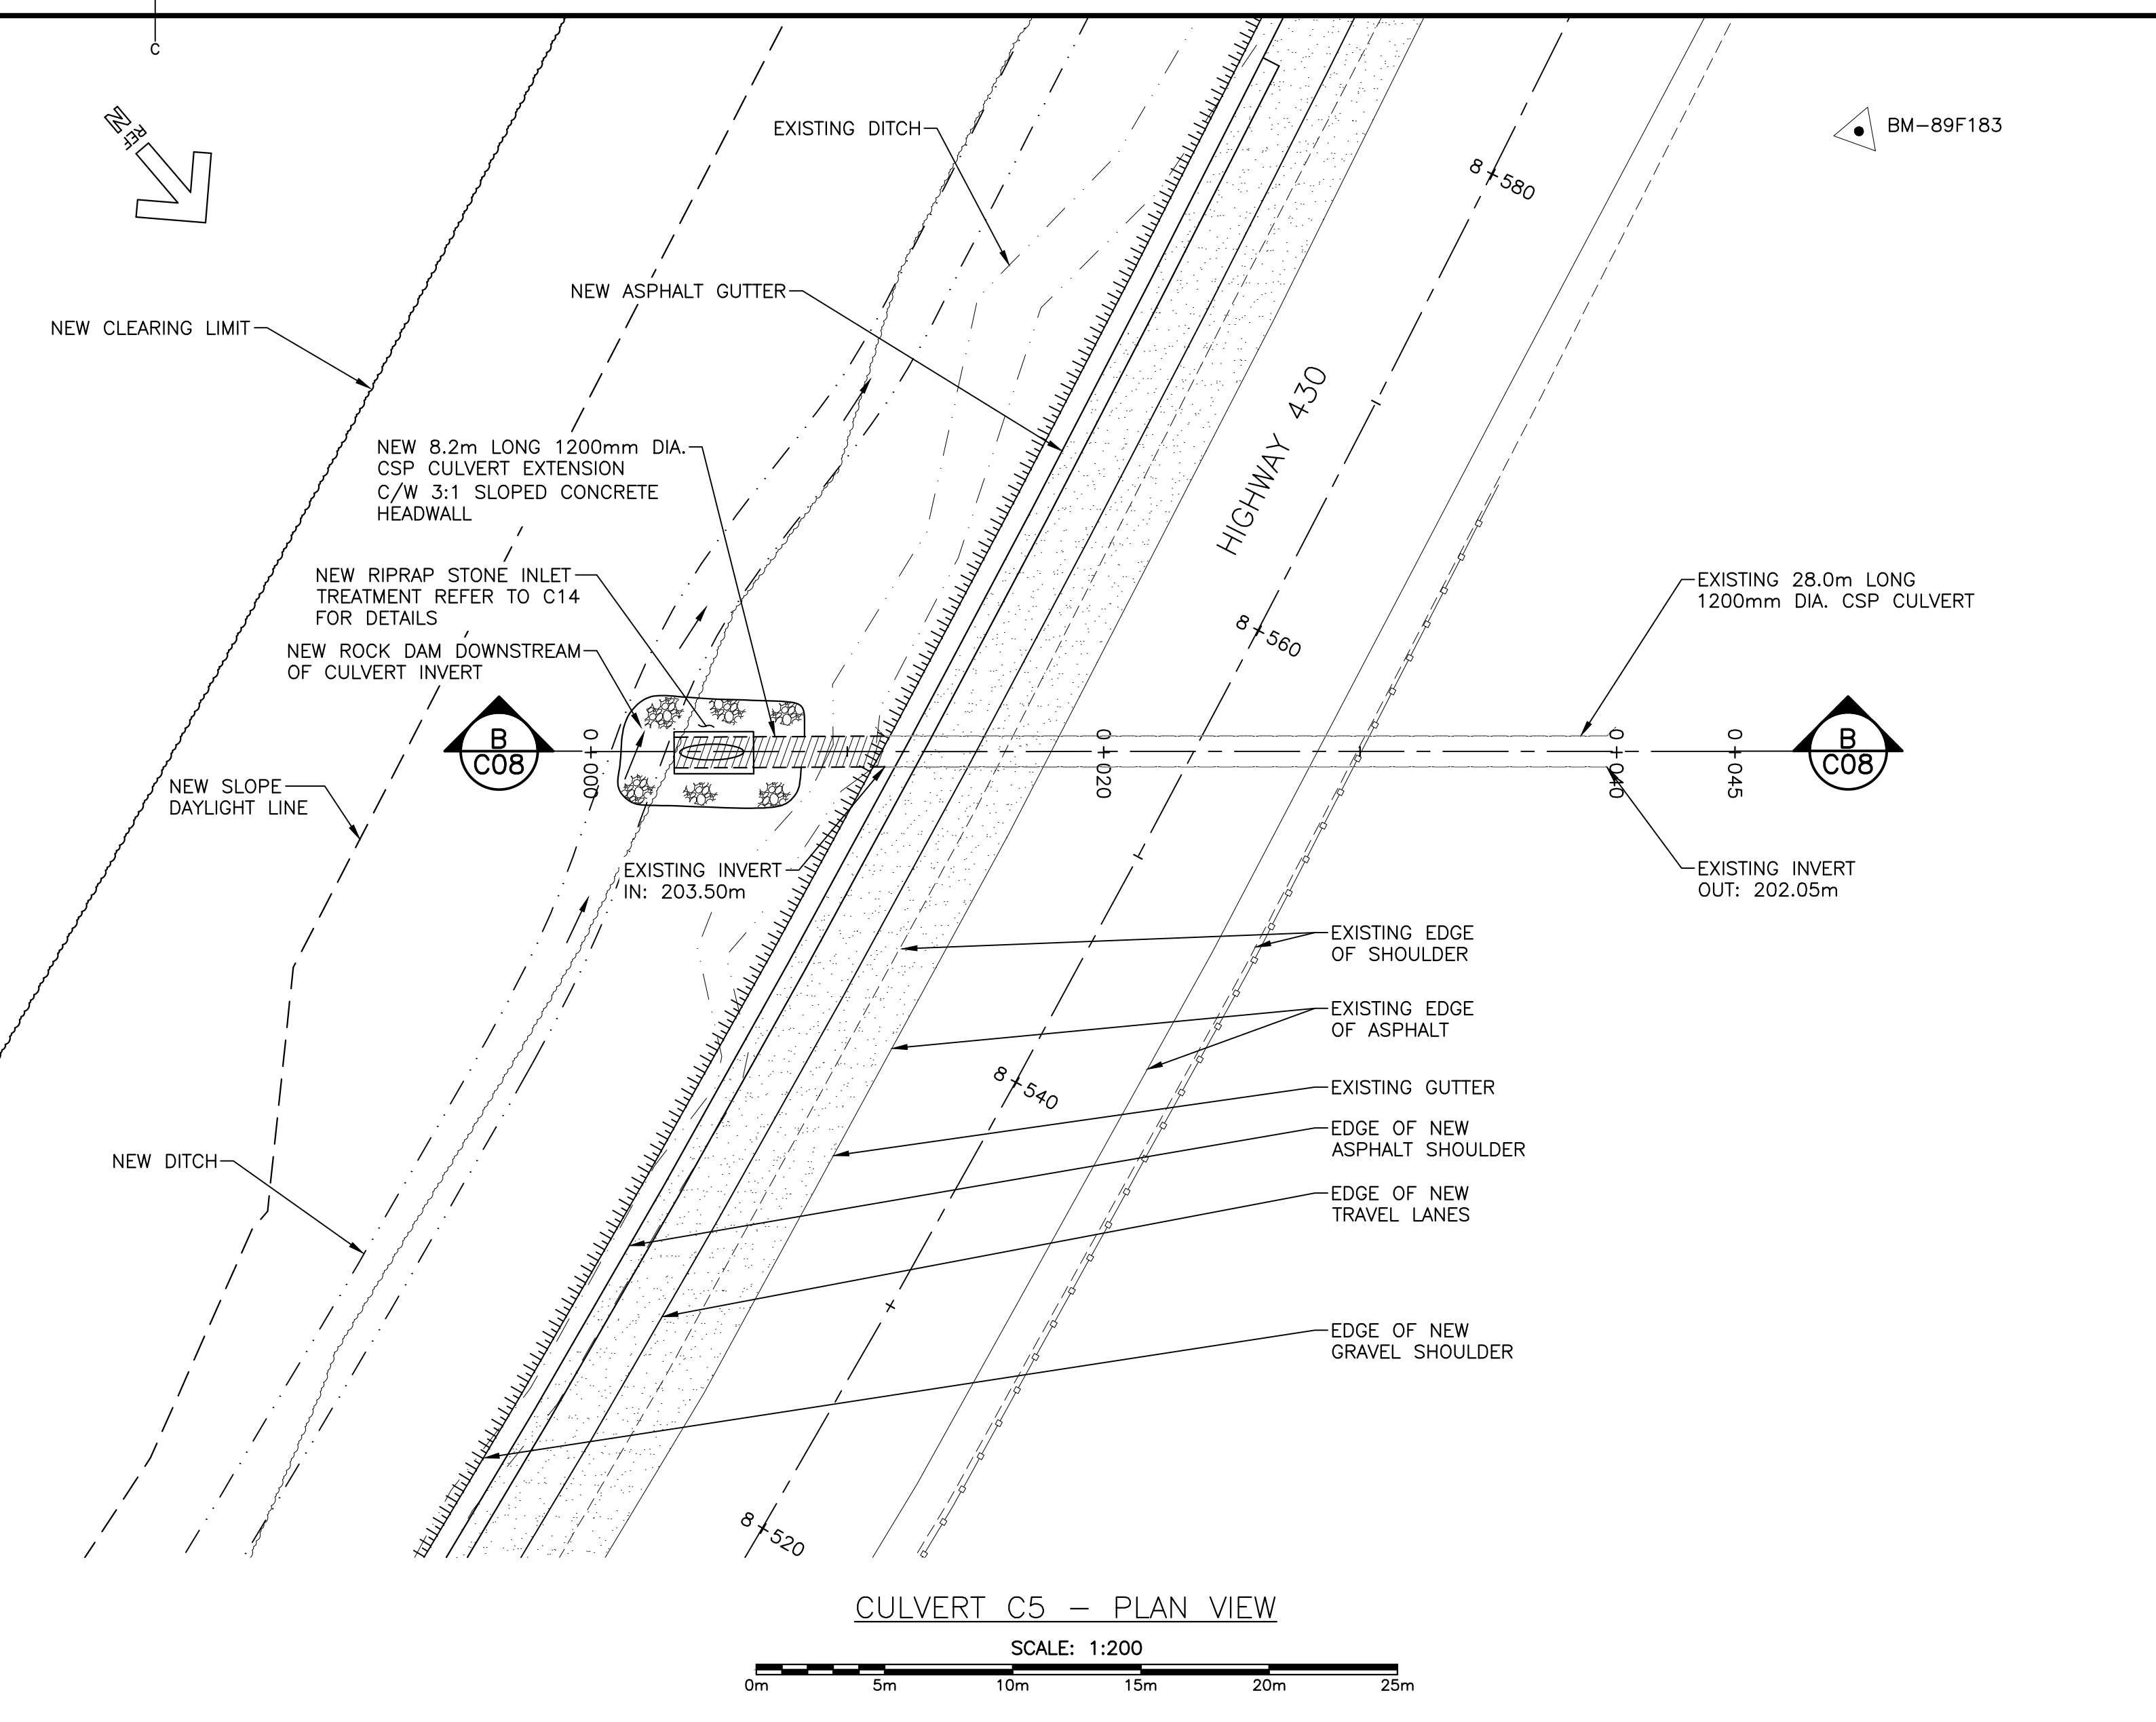 C
REF
N
EXISTING DITCH
BM-89F183
8+580
NEW ASPHALT GUTTER
NEW CLEARING LIMIT
HIGHWAY 430
NEW 8.2m LONG 1200mm DIA.
CSP CULVERT EXTENSION
C/W 3:1 SLOPED CONCRETE
HEADWALL
NEW RIPRAP STONE INLET
TREATMENT REFER TO C14
FOR DETAILS
EXISTING 28.0m LONG
1200mm DIA. CSP CULVERT
8+560
NEW ROCK DAM DOWNSTREAM
OF CULVERT INVERT
B
C08
0+000
0+020
0+040
0+045
B
C08
NEW SLOPE
DAYLIGHT LINE
EXISTING INVERT
IN: 203.50m
EXISTING INVERT
OUT: 202.05m
EXISTING EDGE
OF SHOULDER
EXISTING EDGE
OF ASPHALT
8+540
EXISTING GUTTER
EDGE OF NEW
ASPHALT SHOULDER
NEW DITCH
EDGE OF NEW
TRAVEL LANES
EDGE OF NEW
GRAVEL SHOULDER
8+520
CULVERT C5 – PLAN VIEW
SCALE: 1:200
0m 5m 10m 15m 20m 25m